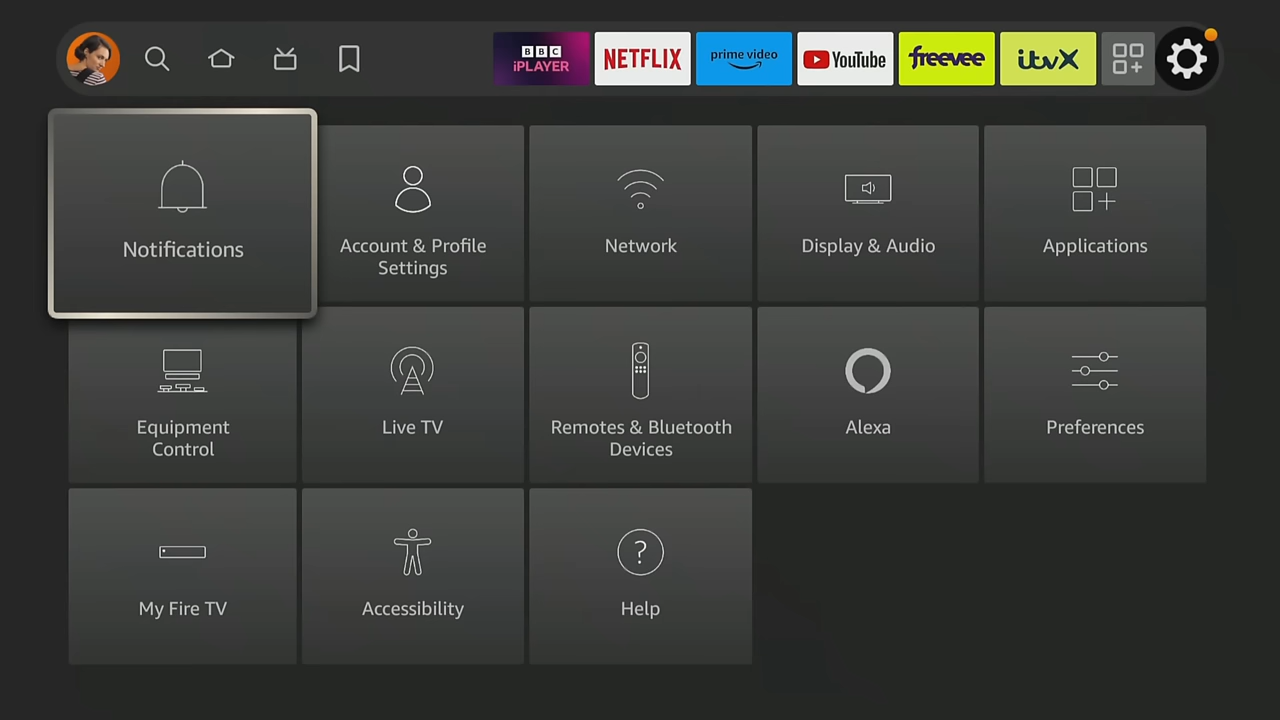 BBC
iPLAYER
NETFLIX
prime video
YouTube
freevee
itvX
Notifications
Account & Profile
Settings
Network
Display & Audio
Applications
Equipment
Control
Live TV
Remotes & Bluetooth
Devices
Alexa
Preferences
My Fire TV
Accessibility
?
Help